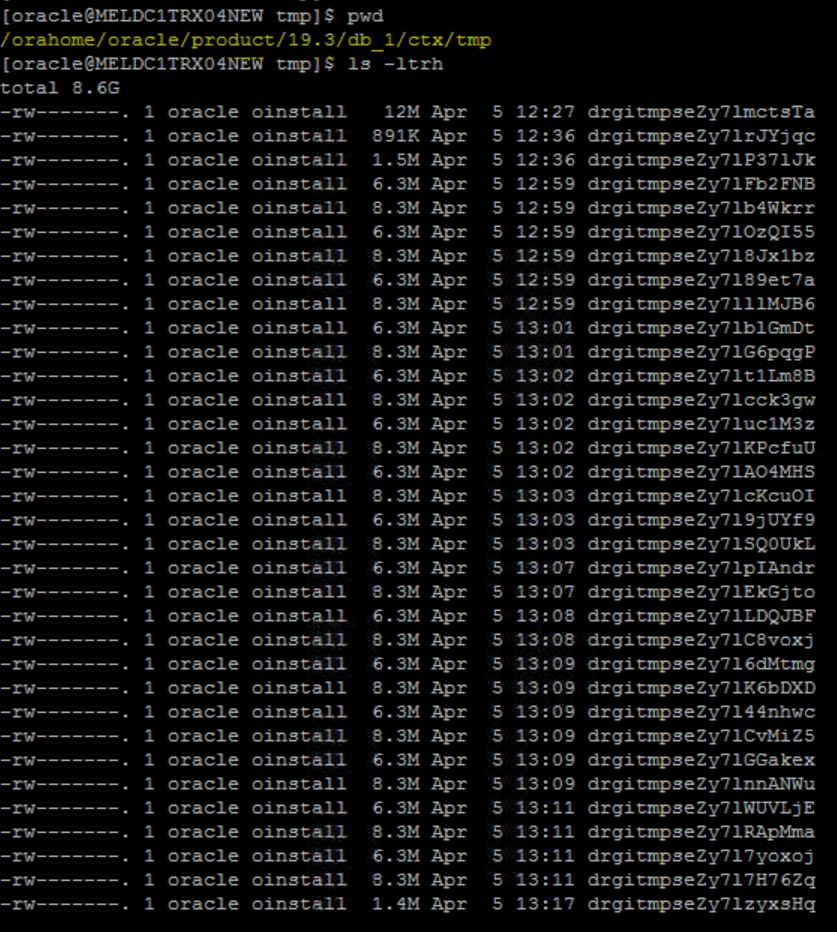 [oracle@MELDC1TRX04NEW tmp]$ pwd
/orahome/oracle/product/19.3/db_1/ctx/tmp
[oracle@MELDC1TRX04NEW tmp]$ ls -ltrh
total 8.6G
-rw-------. 1 oracle oinstall   12M Apr  5 12:27 drgitmpseZy7lmctsTa
-rw-------. 1 oracle oinstall  891K Apr  5 12:36 drgitmpseZy7lrJYjqc
-rw-------. 1 oracle oinstall  1.5M Apr  5 12:36 drgitmpseZy7lP37lJk
-rw-------. 1 oracle oinstall  6.3M Apr  5 12:59 drgitmpseZy7lFb2FNB
-rw-------. 1 oracle oinstall  8.3M Apr  5 12:59 drgitmpseZy7lb4Wkrr
-rw-------. 1 oracle oinstall  6.3M Apr  5 12:59 drgitmpseZy7lOzQI55
-rw-------. 1 oracle oinstall  8.3M Apr  5 12:59 drgitmpseZy7l8Jx1bz
-rw-------. 1 oracle oinstall  6.3M Apr  5 12:59 drgitmpseZy7l89et7a
-rw-------. 1 oracle oinstall  8.3M Apr  5 12:59 drgitmpseZy7lllMJB6
-rw-------. 1 oracle oinstall  6.3M Apr  5 13:01 drgitmpseZy7lblGmDt
-rw-------. 1 oracle oinstall  8.3M Apr  5 13:01 drgitmpseZy7lG6pqgP
-rw-------. 1 oracle oinstall  6.3M Apr  5 13:02 drgitmpseZy7lt1Lm8B
-rw-------. 1 oracle oinstall  8.3M Apr  5 13:02 drgitmpseZy7lcck3gw
-rw-------. 1 oracle oinstall  6.3M Apr  5 13:02 drgitmpseZy7luc1M3z
-rw-------. 1 oracle oinstall  8.3M Apr  5 13:02 drgitmpseZy7lKPcfuU
-rw-------. 1 oracle oinstall  6.3M Apr  5 13:02 drgitmpseZy7lAO4MHS
-rw-------. 1 oracle oinstall  8.3M Apr  5 13:03 drgitmpseZy7lcKcuOI
-rw-------. 1 oracle oinstall  6.3M Apr  5 13:03 drgitmpseZy7l9jUYf9
-rw-------. 1 oracle oinstall  8.3M Apr  5 13:03 drgitmpseZy7lSQ0UkL
-rw-------. 1 oracle oinstall  6.3M Apr  5 13:07 drgitmpseZy7lpIAndr
-rw-------. 1 oracle oinstall  8.3M Apr  5 13:07 drgitmpseZy7lEkGjto
-rw-------. 1 oracle oinstall  6.3M Apr  5 13:08 drgitmpseZy7lLDQJBF
-rw-------. 1 oracle oinstall  8.3M Apr  5 13:08 drgitmpseZy7lC8voxj
-rw-------. 1 oracle oinstall  6.3M Apr  5 13:09 drgitmpseZy7l6dMtmg
-rw-------. 1 oracle oinstall  8.3M Apr  5 13:09 drgitmpseZy7lK6bDXD
-rw-------. 1 oracle oinstall  6.3M Apr  5 13:09 drgitmpseZy7l44nhwc
-rw-------. 1 oracle oinstall  8.3M Apr  5 13:09 drgitmpseZy7lCvMiZ5
-rw-------. 1 oracle oinstall  6.3M Apr  5 13:09 drgitmpseZy7lGGakex
-rw-------. 1 oracle oinstall  8.3M Apr  5 13:09 drgitmpseZy7lnnANWu
-rw-------. 1 oracle oinstall  6.3M Apr  5 13:11 drgitmpseZy7lWUVLjE
-rw-------. 1 oracle oinstall  8.3M Apr  5 13:11 drgitmpseZy7lRApMma
-rw-------. 1 oracle oinstall  6.3M Apr  5 13:11 drgitmpseZy7l7yoxoj
-rw-------. 1 oracle oinstall  8.3M Apr  5 13:11 drgitmpseZy7l7H76Zq
-rw-------. 1 oracle oinstall  1.4M Apr  5 13:17 drgitmpseZy7lzyxsHq